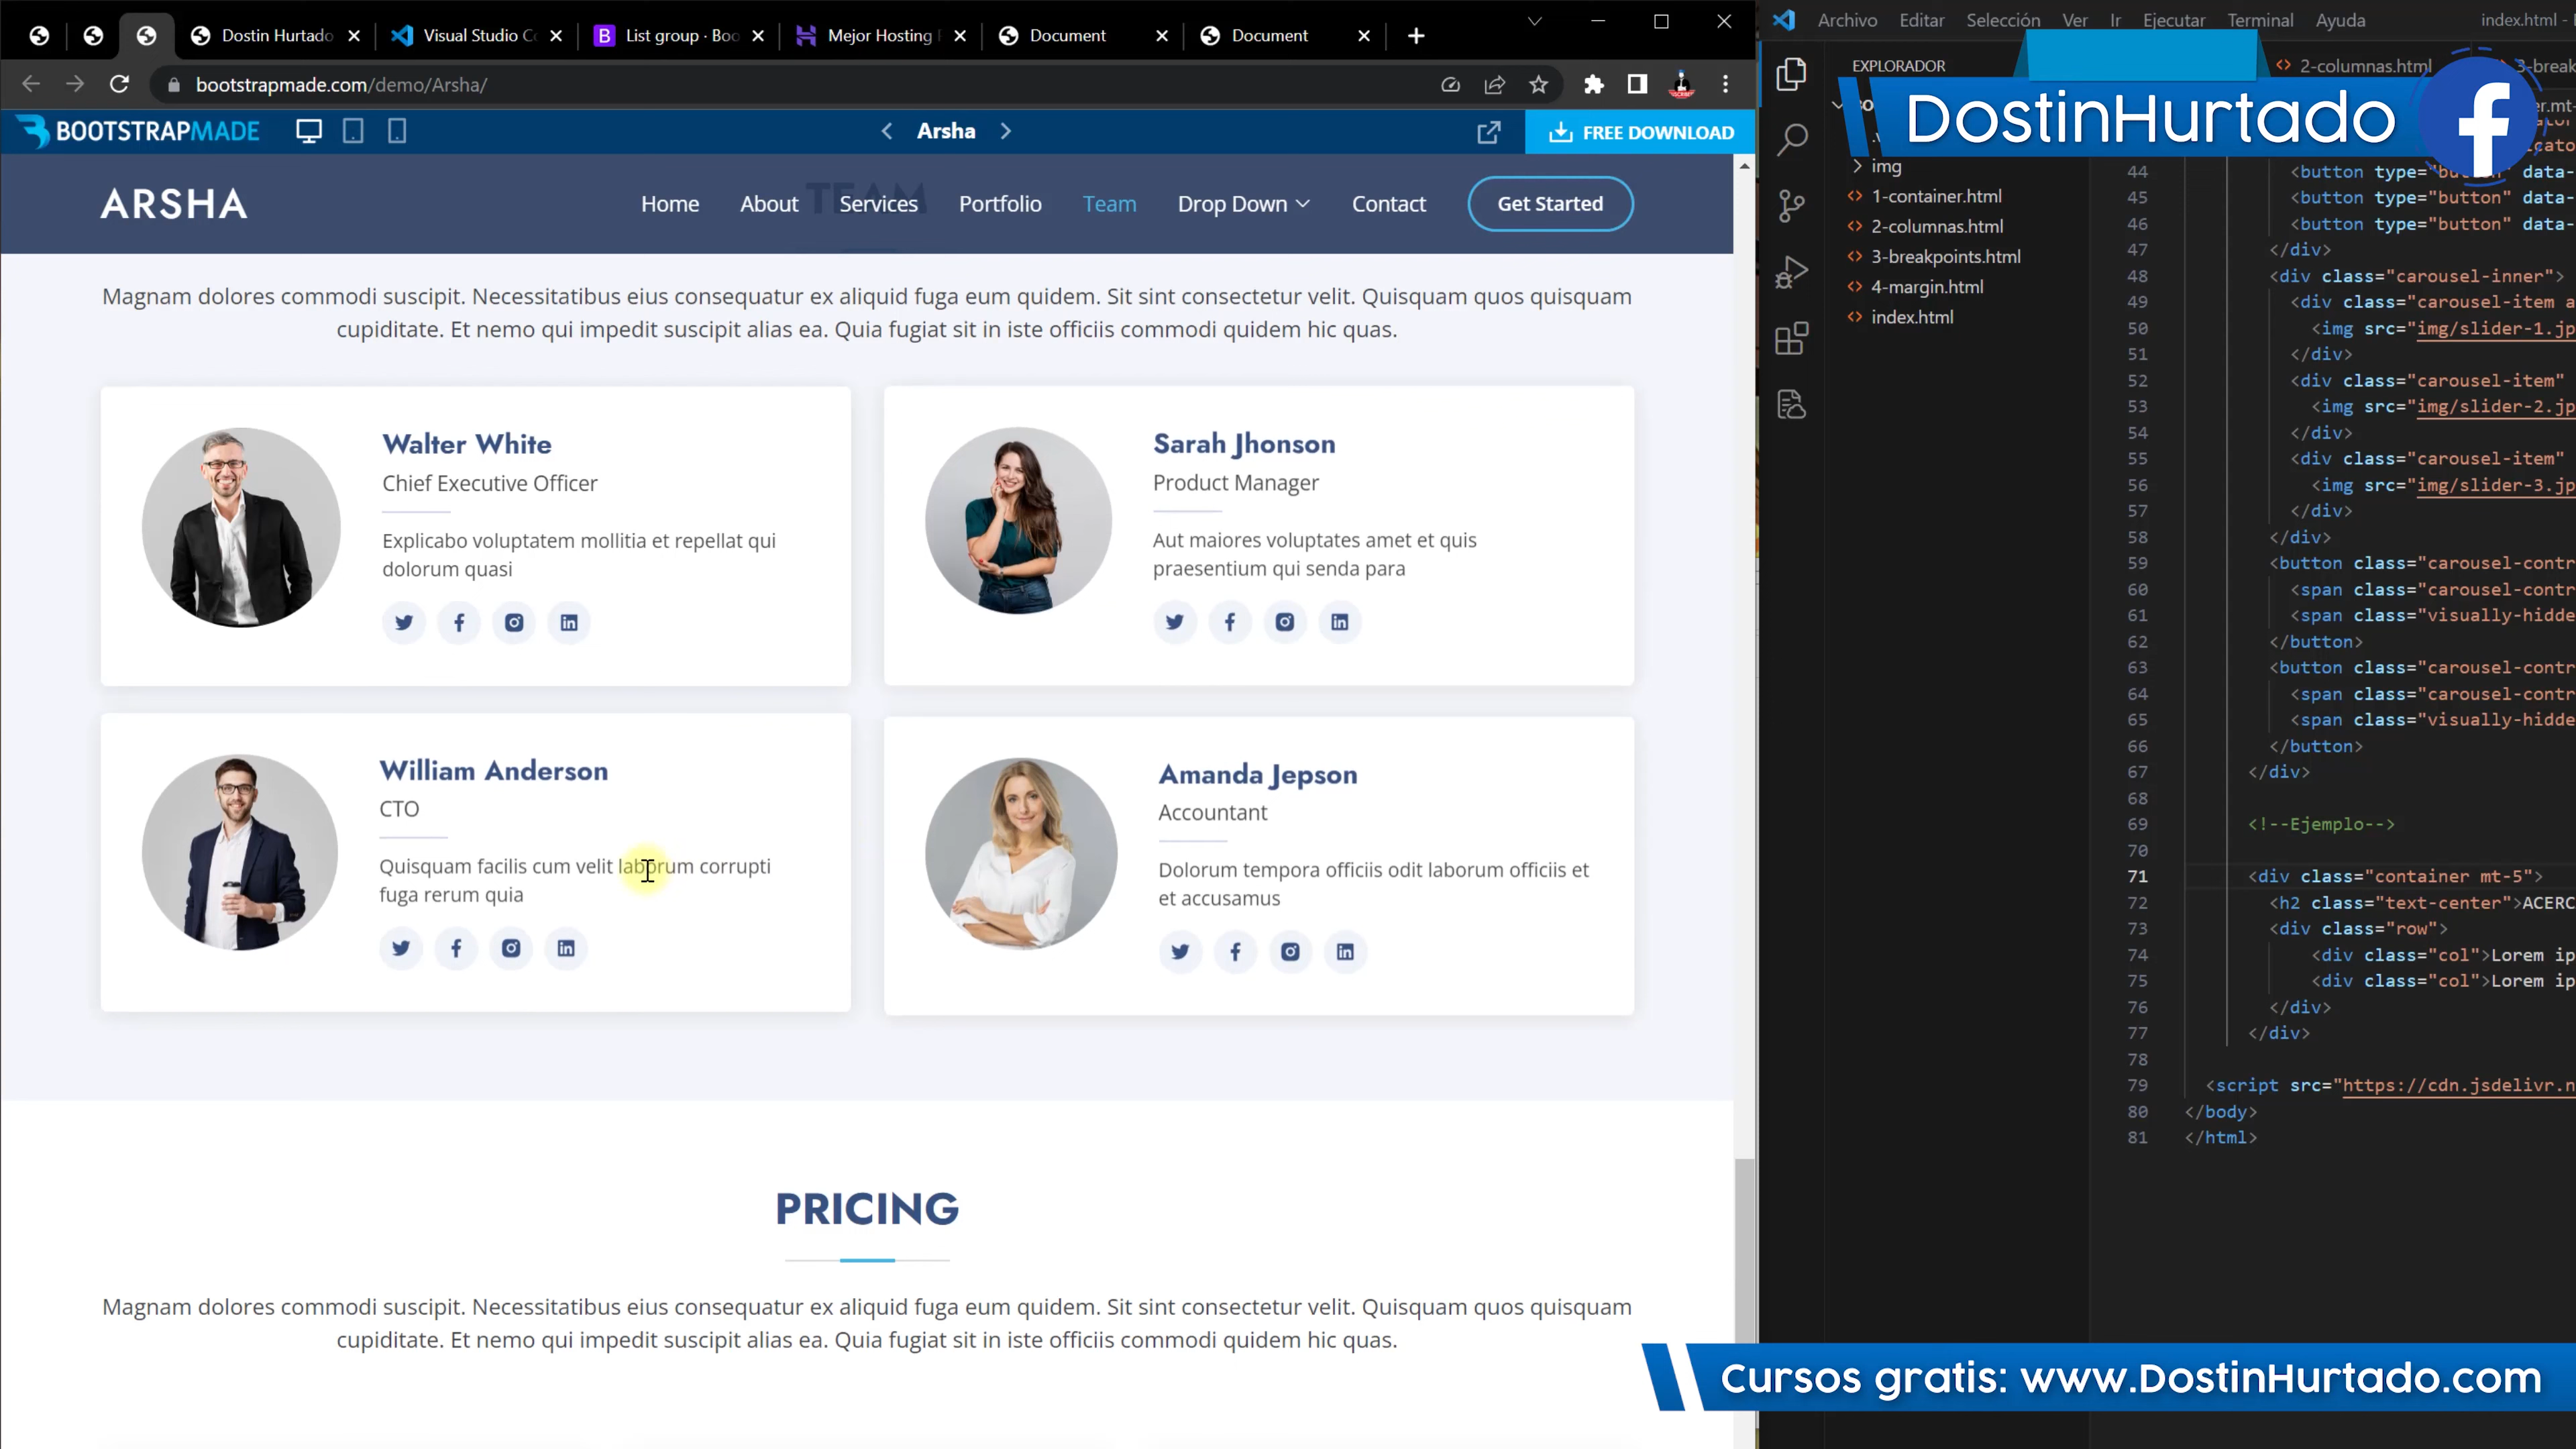 Dostin Hurtado
Visual Studio Co
List group · Boo
Mejor Hosting
Document
Document
bootstrapmade.com/demo/Arsha/
BOOTSTRAPMADE
Arsha
FREE DOWNLOAD
TEAM
ARSHA
Home
About
Services
Portfolio
Team
Drop Down
Contact
Get Started
Magnam dolores commodi suscipit. Necessitatibus eius consequatur ex aliquid fuga eum quidem. Sit sint consectetur velit. Quisquam quos quisquam
cupiditate. Et nemo qui impedit suscipit alias ea. Quia fugiat sit in iste officiis commodi quidem hic quas.
Walter White
Chief Executive Officer
Explicabo voluptatem mollitia et repellat qui
dolorum quasi
Sarah Jhonson
Product Manager
Aut maiores voluptates amet et quis
praesentium qui senda para
William Anderson
CTO
Quisquam facilis cum velit laborum corrupti
fuga rerum quia
Amanda Jepson
Accountant
Dolorum tempora officiis odit laborum officiis et
et accusamus
PRICING
Magnam dolores commodi suscipit. Necessitatibus eius consequatur ex aliquid fuga eum quidem. Sit sint consectetur velit. Quisquam quos quisquam
cupiditate. Et nemo qui impedit suscipit alias ea. Quia fugiat sit in iste officiis commodi quidem hic quas.
Archivo Editar Selección Ver Ir Ejecutar Terminal Ayuda
index.html -
EXPLORADOR
2-columnas.html
3-break
DostinHurtado
img
1-container.html
2-columnas.html
3-breakpoints.html
4-margin.html
index.html
44 <button type="button" data-
45 <button type="button" data-
46 <button type="button" data-
47 </div>
48 <div class="carousel-inner">
49 <div class="carousel-item a
50 <img src="img/slider-1.jp
51 </div>
52 <div class="carousel-item"
53 <img src="img/slider-2.jp
54 </div>
55 <div class="carousel-item"
56 <img src="img/slider-3.jp
57 </div>
58 </div>
59 <button class="carousel-contr
60 <span class="carousel-contr
61 <span class="visually-hidde
62 </button>
63 <button class="carousel-contr
64 <span class="carousel-contr
65 <span class="visually-hidde
66 </button>
67 </div>
68
69 <!--Ejemplo-->
70
71 <div class="container mt-5">
72 <h2 class="text-center">ACERC
73 <div class="row">
74 <div class="col">Lorem ip
75 <div class="col">Lorem ip
76 </div>
77 </div>
78
79 <script src="https://cdn.jsdelivr.n
80 </body>
81 </html>
Cursos gratis: www.DostinHurtado.com